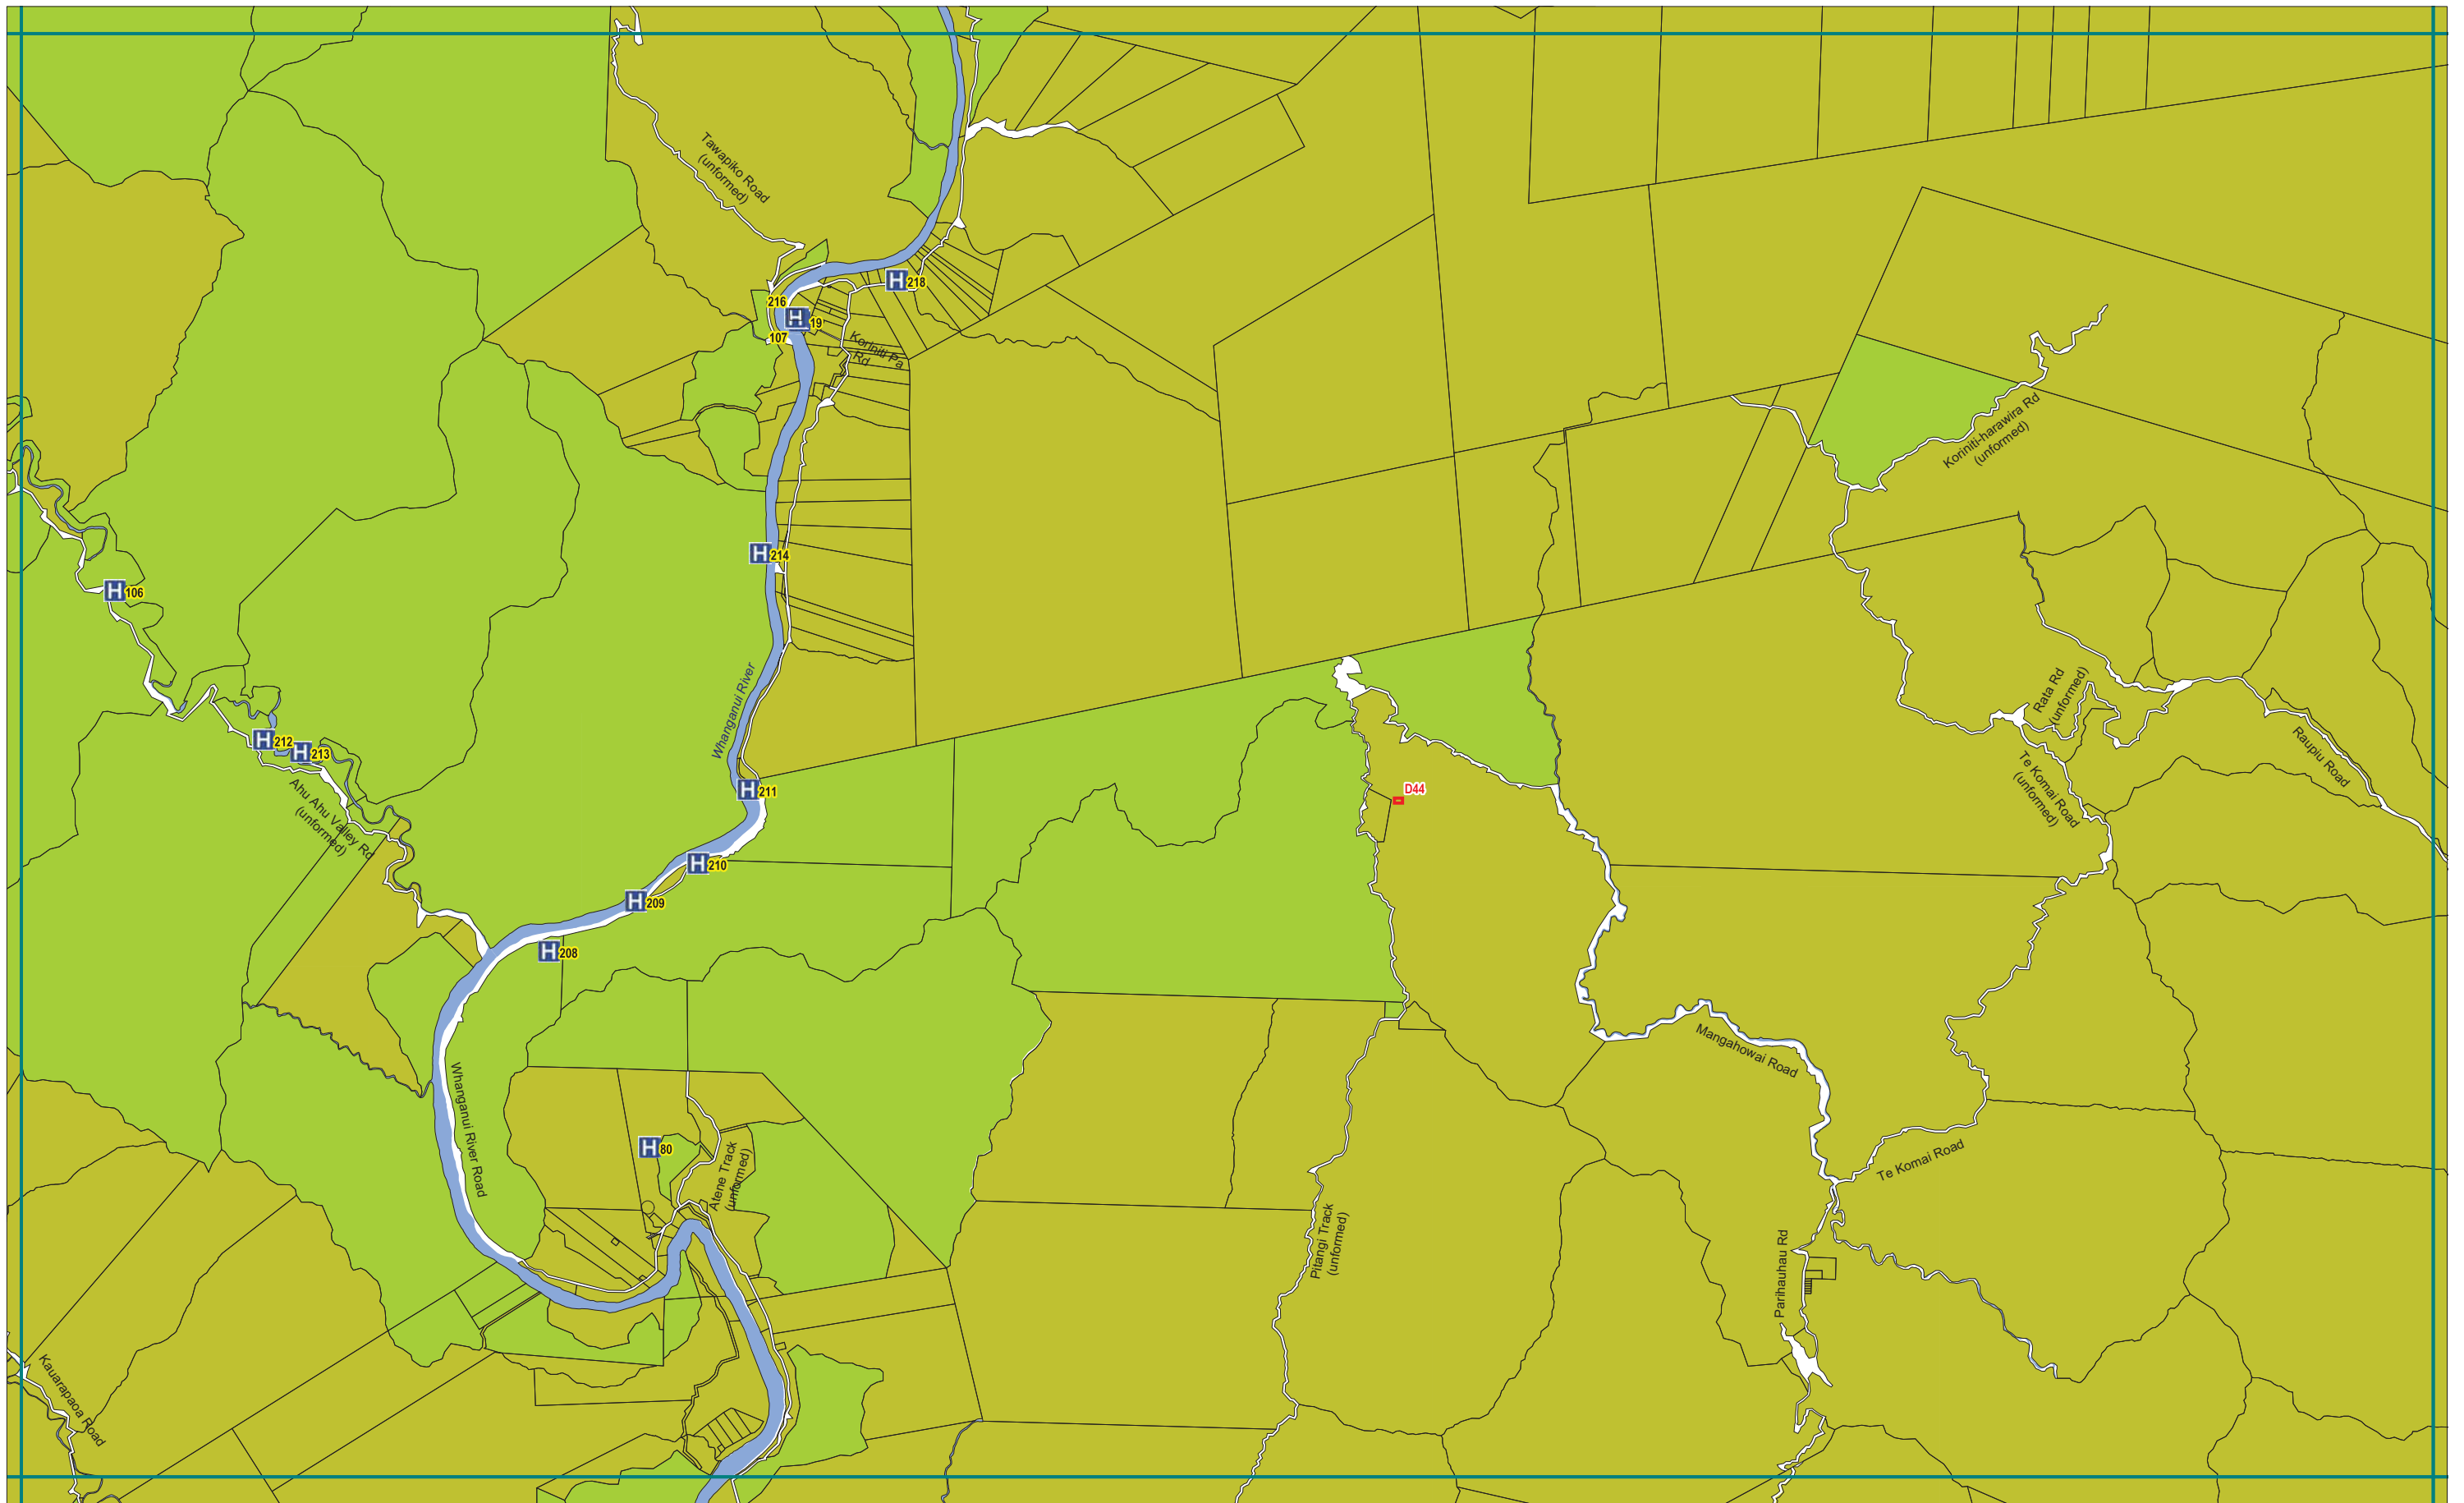 Tawapiko Road
(unformed)
H 218
216
H 19
107
Koriniti Pa
Rd
Koriniti-harawira Rd
(unformed)
H 214
H 106
Whanganui River
Rata Rd
(unformed)
H 212
H 213
Raupiu Road
Te Komai Road
(unformed)
H 211
D44
Ahu Ahu Valley Rd
(unformed)
H 210
H 209
H 208
Mangahowai Road
Whanganui River Road
H 80
Atene Track
(unformed)
Te Komai Road
Pitangi Track
(unformed)
Parihauhau Rd
Kauarapaoa Road